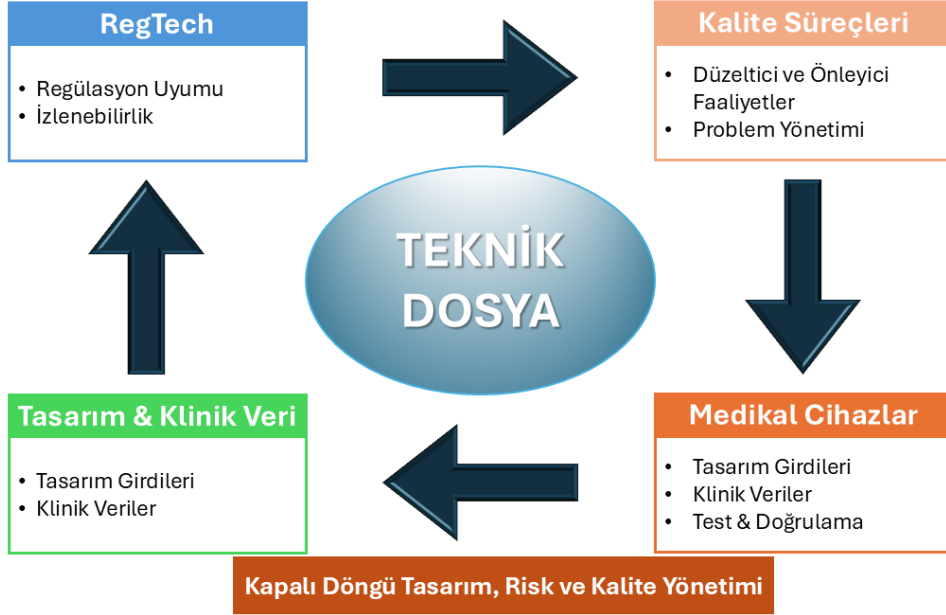 RegTech
• Regülasyon Uyumu
• İzlenebilirlik
Kalite Süreçleri
• Düzeltici ve Önleyici
Faaliyetler
• Problem Yönetimi
TEKNİK
DOSYA
Tasarım & Klinik Veri
• Tasarım Girdileri
• Klinik Veriler
Medikal Cihazlar
• Tasarım Girdileri
• Klinik Veriler
• Test & Doğrulama
Kapalı Döngü Tasarım, Risk ve Kalite Yönetimi